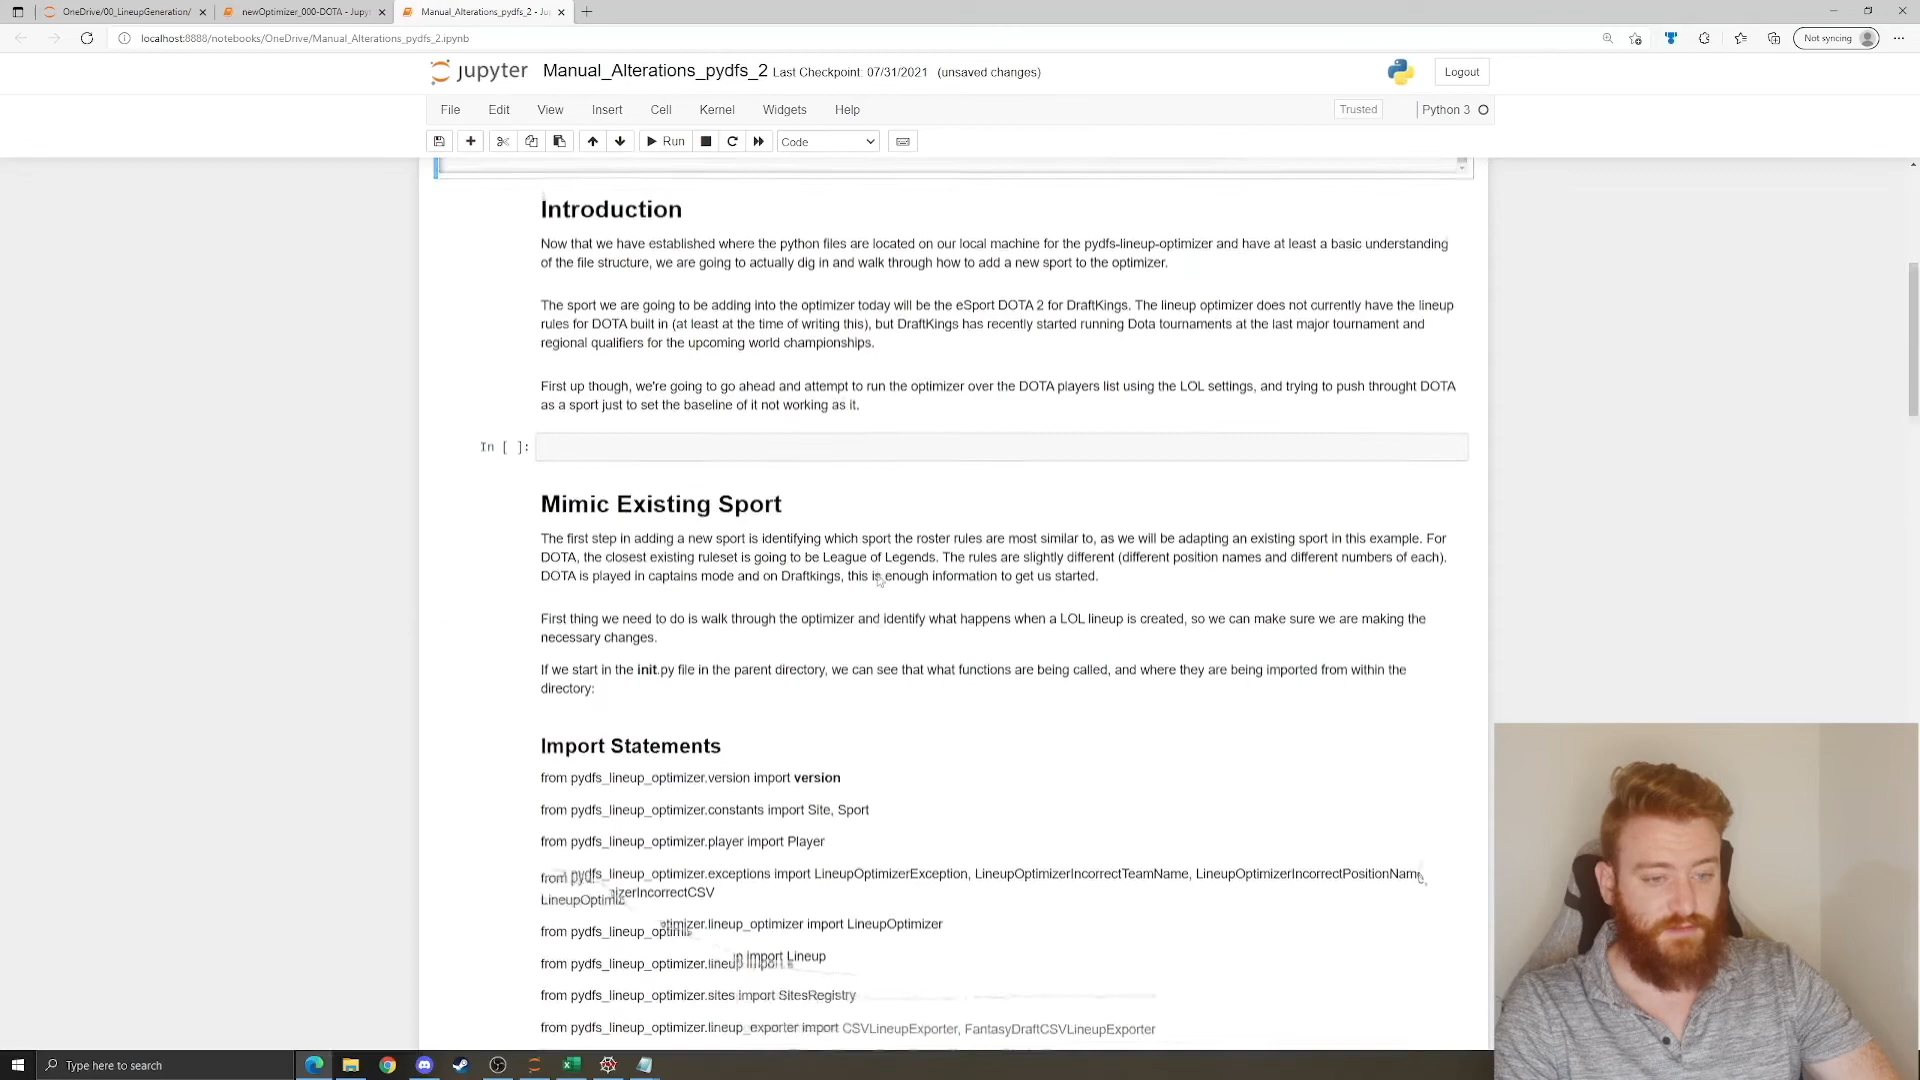 OneDrive/00_LineupGeneration/
newOptimizer_000-DOTA - Jupyt
Manual_Alterations_pydfs_2 - Ju
localhost:8888/notebooks/OneDrive/Manual_Alterations_pydfs_2.ipynb
Not syncing
jupyter Manual_Alterations_pydfs_2 Last Checkpoint: 07/31/2021 (unsaved changes)
Logout
File Edit View Insert Cell Kernel Widgets Help
Trusted
Python 3
Run
Code
Introduction
Now that we have established where the python files are located on our local machine for the pydfs-lineup-optimizer and have at least a basic understanding
of the file structure, we are going to actually dig in and walk through how to add a new sport to the optimizer.
The sport we are going to be adding into the optimizer today will be the eSport DOTA 2 for DraftKings. The lineup optimizer does not currently have the lineup
rules for DOTA built in (at least at the time of writing this), but DraftKings has recently started running Dota tournaments at the last major tournament and
regional qualifiers for the upcoming world championships.
First up though, we're going to go ahead and attempt to run the optimizer over the DOTA players list using the LOL settings, and trying to push throught DOTA
as a sport just to set the baseline of it not working as it.
In [ ]:
Mimic Existing Sport
The first step in adding a new sport is identifying which sport the roster rules are most similar to, as we will be adapting an existing sport in this example. For
DOTA, the closest existing ruleset is going to be League of Legends. The rules are slightly different (different position names and different numbers of each).
DOTA is played in captains mode and on Draftkings, this is enough information to get us started.
First thing we need to do is walk through the optimizer and identify what happens when a LOL lineup is created, so we can make sure we are making the
necessary changes.
If we start in the init.py file in the parent directory, we can see that what functions are being called, and where they are being imported from within the
directory:
Import Statements
from pydfs_lineup_optimizer.version import version
from pydfs_lineup_optimizer.constants import Site, Sport
from pydfs_lineup_optimizer.player import Player
from pydfs_lineup_optimizer.exceptions import LineupOptimizerException, LineupOptimizerIncorrectTeamName, LineupOptimizerIncorrectPositionName,
LineupOptimizerIncorrectCSV
from pydfs_lineup_optimizer.lineup_optimizer import LineupOptimizer
from pydfs_lineup_optimizer.lineup import Lineup
from pydfs_lineup_optimizer.sites import SitesRegistry
from pydfs_lineup_optimizer.lineup_exporter import CSVLineupExporter, FantasyDraftCSVLineupExporter
Type here to search